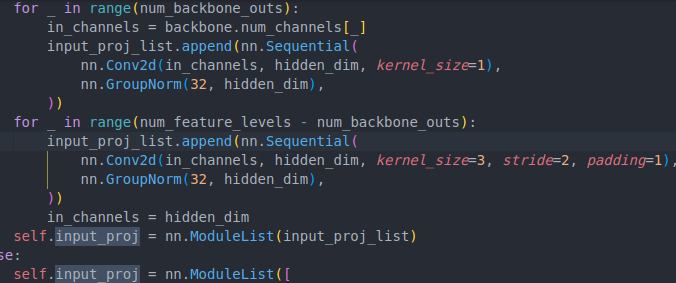 for _ in range(num_backbone_outs):
    in_channels = backbone.num_channels[_]
    input_proj_list.append(nn.Sequential(
        nn.Conv2d(in_channels, hidden_dim, kernel_size=1),
        nn.GroupNorm(32, hidden_dim),
    ))
for _ in range(num_feature_levels - num_backbone_outs):
    input_proj_list.append(nn.Sequential(
        nn.Conv2d(in_channels, hidden_dim, kernel_size=3, stride=2, padding=1),
        nn.GroupNorm(32, hidden_dim),
    ))
    in_channels = hidden_dim
self.input_proj = nn.ModuleList(input_proj_list)
se:
self.input_proj = nn.ModuleList([